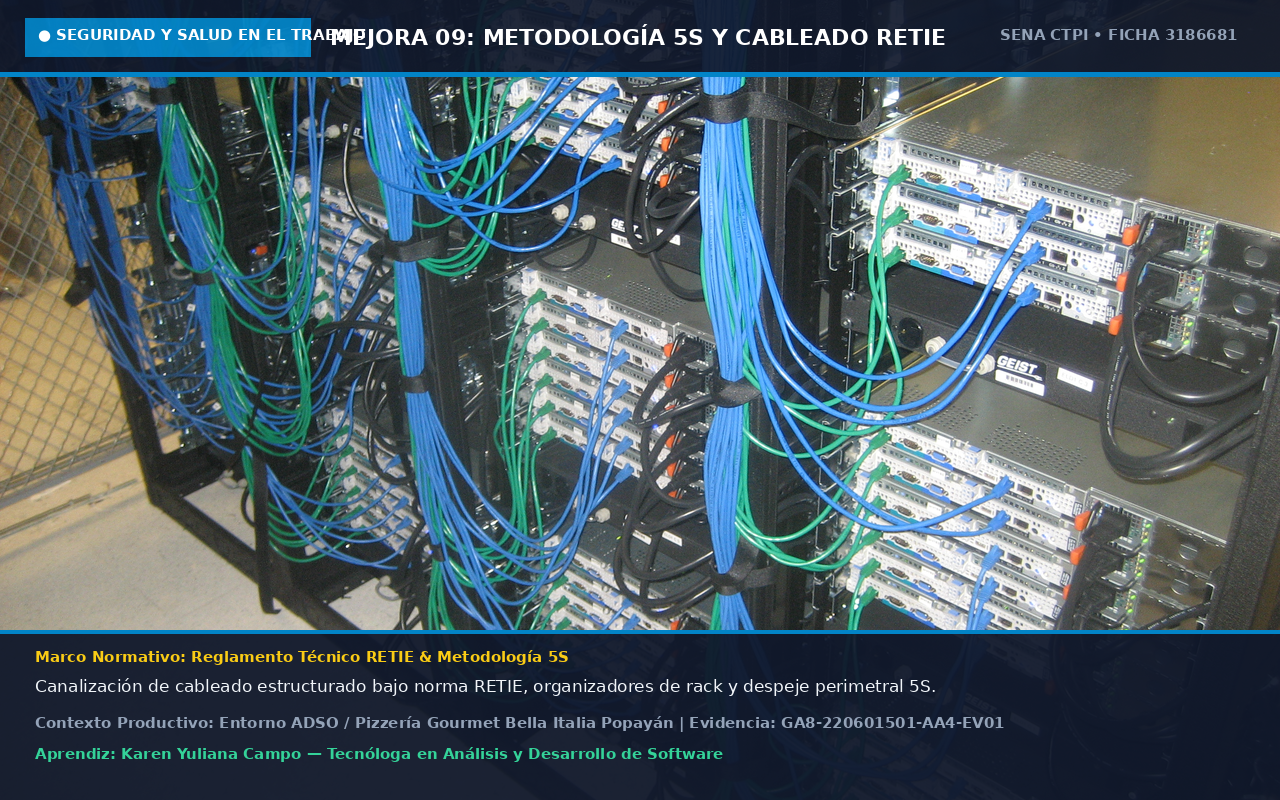 ● SEGURIDAD Y SALUD EN EL TRABAJO
MEJORA 09: METODOLOGÍA 5S Y CABLEADO RETIE
SENA CTPI • FICHA 3186681
GEIST
GEIST
Marco Normativo: Reglamento Técnico RETIE & Metodología 5S
Canalización de cableado estructurado bajo norma RETIE, organizadores de rack y despeje perimetral 5S.
Contexto Productivo: Entorno ADSO / Pizzería Gourmet Bella Italia Popayán | Evidencia: GA8-220601501-AA4-EV01
Aprendiz: Karen Yuliana Campo — Tecnóloga en Análisis y Desarrollo de Software